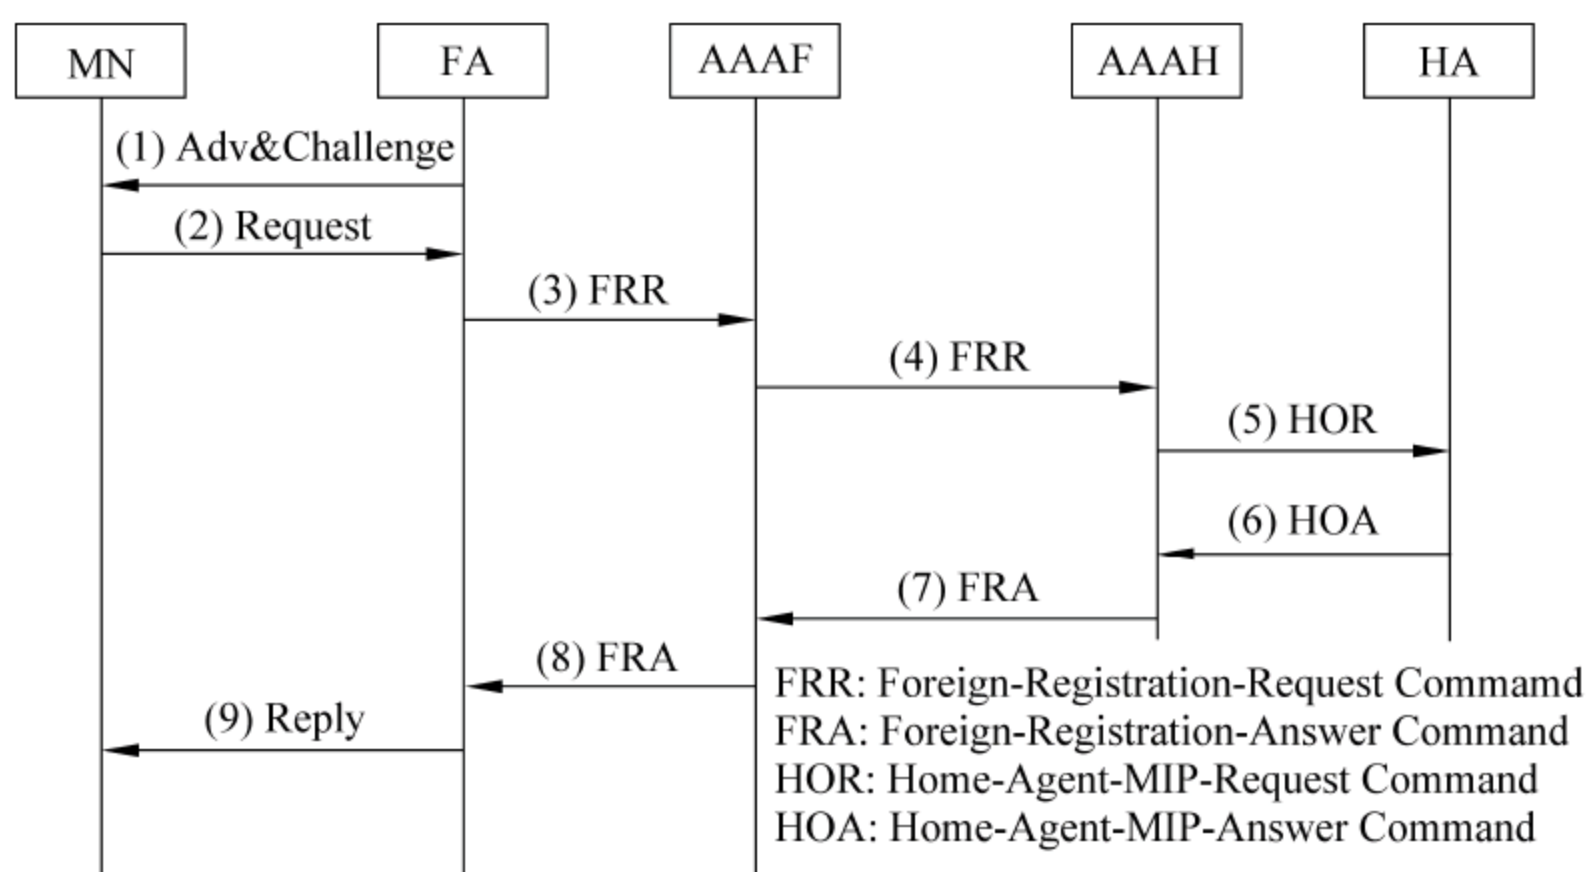 MN
FA
AAAF
AAAH
HA
(1) Adv&Challenge
(2) Request
(3) FRR
(4) FRR
(5) HOR
(6) HOA
(7) FRA
(8) FRA
(9) Reply
FRR: Foreign-Registration-Request Commamd
FRA: Foreign-Registration-Answer Command
HOR: Home-Agent-MIP-Request Command
HOA: Home-Agent-MIP-Answer Command